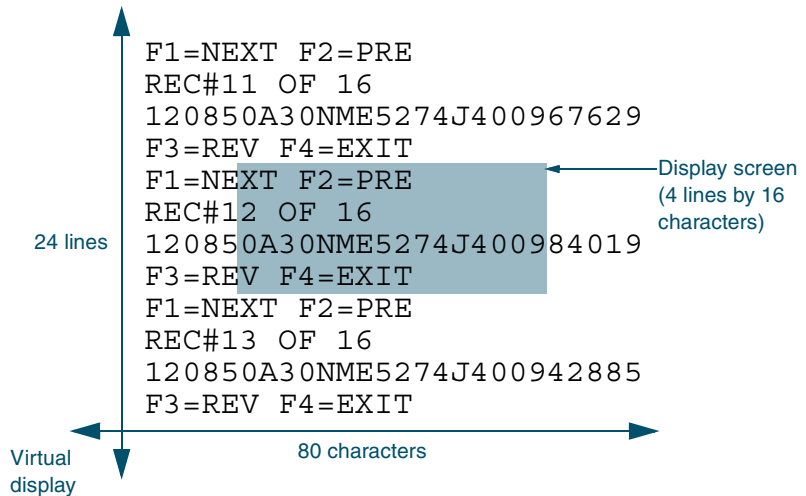 F1=NEXT F2=PRE
REC#11 OF 16
120850A30NME5274J400967629
F3=REV F4=EXIT
F1=NEXT F2=PRE
REC#12 OF 16
120850A30NME5274J400984019
F3=REV F4=EXIT
F1=NEXT F2=PRE
REC#13 OF 16
120850A30NME5274J400942885
F3=REV F4=EXIT
Display screen
(4 lines by 16
characters)
24 lines
80 characters
Virtual
display